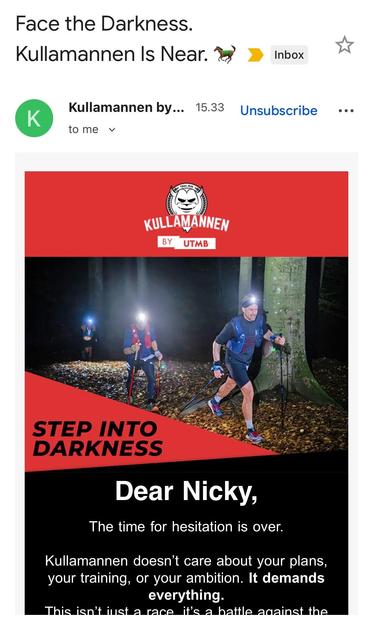 Face the Darkness.
Kullamannen Is Near. 🐎
Inbox
K
Kullamannen by...
15.33
Unsubscribe
to me
KULLAMANNEN
BY UTMB
STEP INTO
DARKNESS
Dear Nicky,
The time for hesitation is over.
Kullamannen doesn’t care about your plans,
your training, or your ambition. It demands
everything.
This isn’t just a race, it’s a battle against the